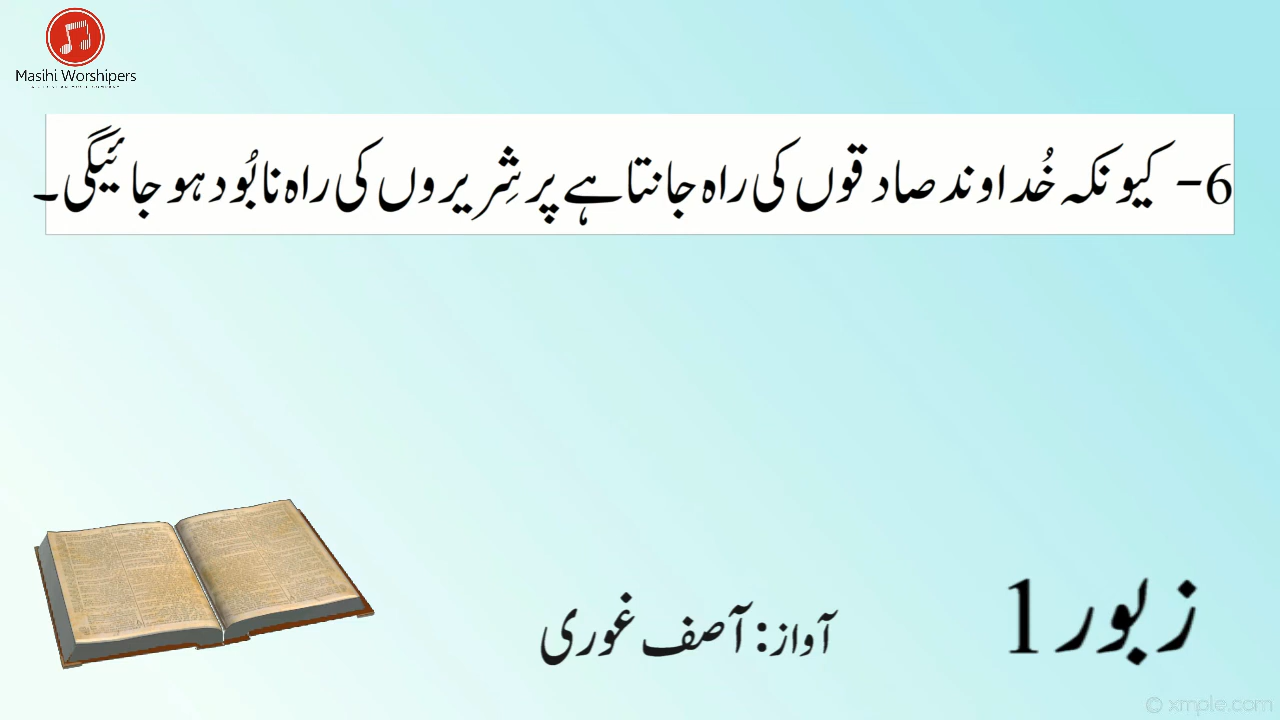 Masihi Worshipers
6- کیونکہ خُداوند صادقوں کی راہ جانتا ہے پر شِریروں کی راہ نابُود ہو جائیگی۔
زبور 1
آواز: آصف غوری
© xmple.com